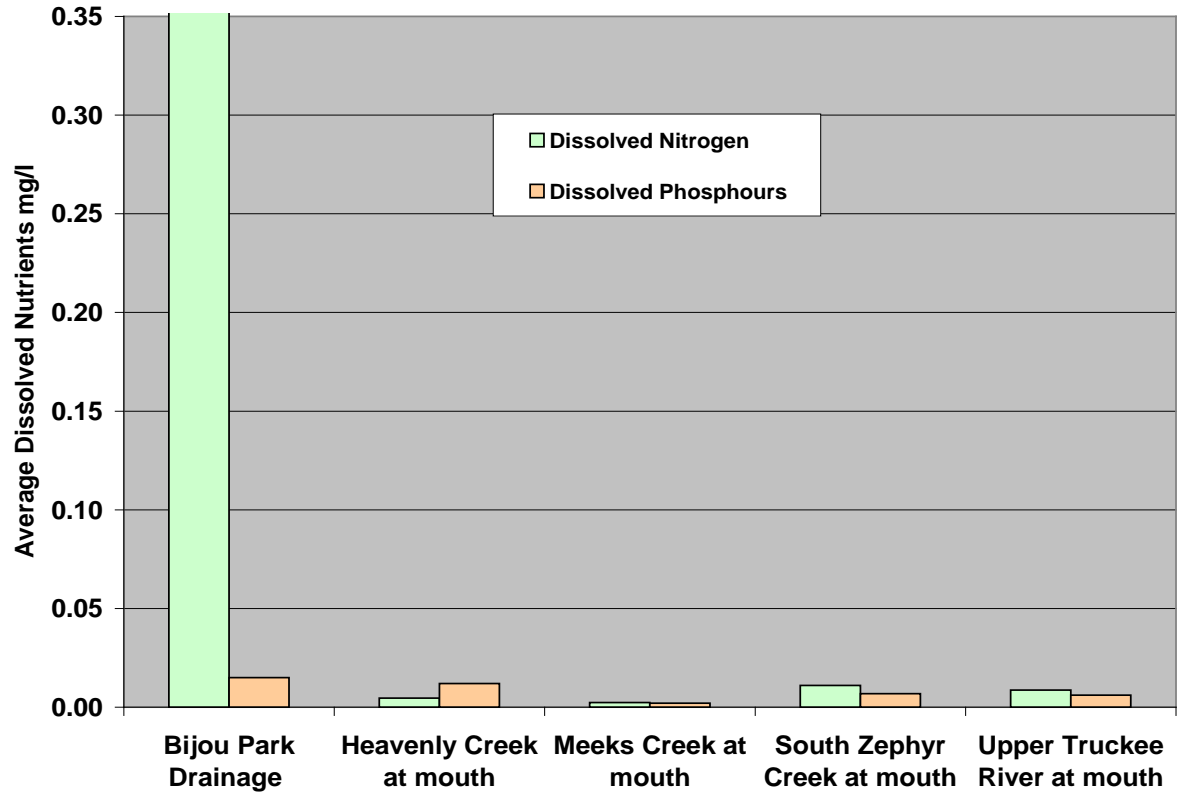 0.35
0.30
0.25
0.20
0.15
0.10
0.05
0.00
Average Dissolved Nutrients mg/l
Dissolved Nitrogen
Dissolved Phosphours
Bijou Park
Drainage
Heavenly Creek
at mouth
Meeks Creek at
mouth
South Zephyr
Creek at mouth
Upper Truckee
River at mouth